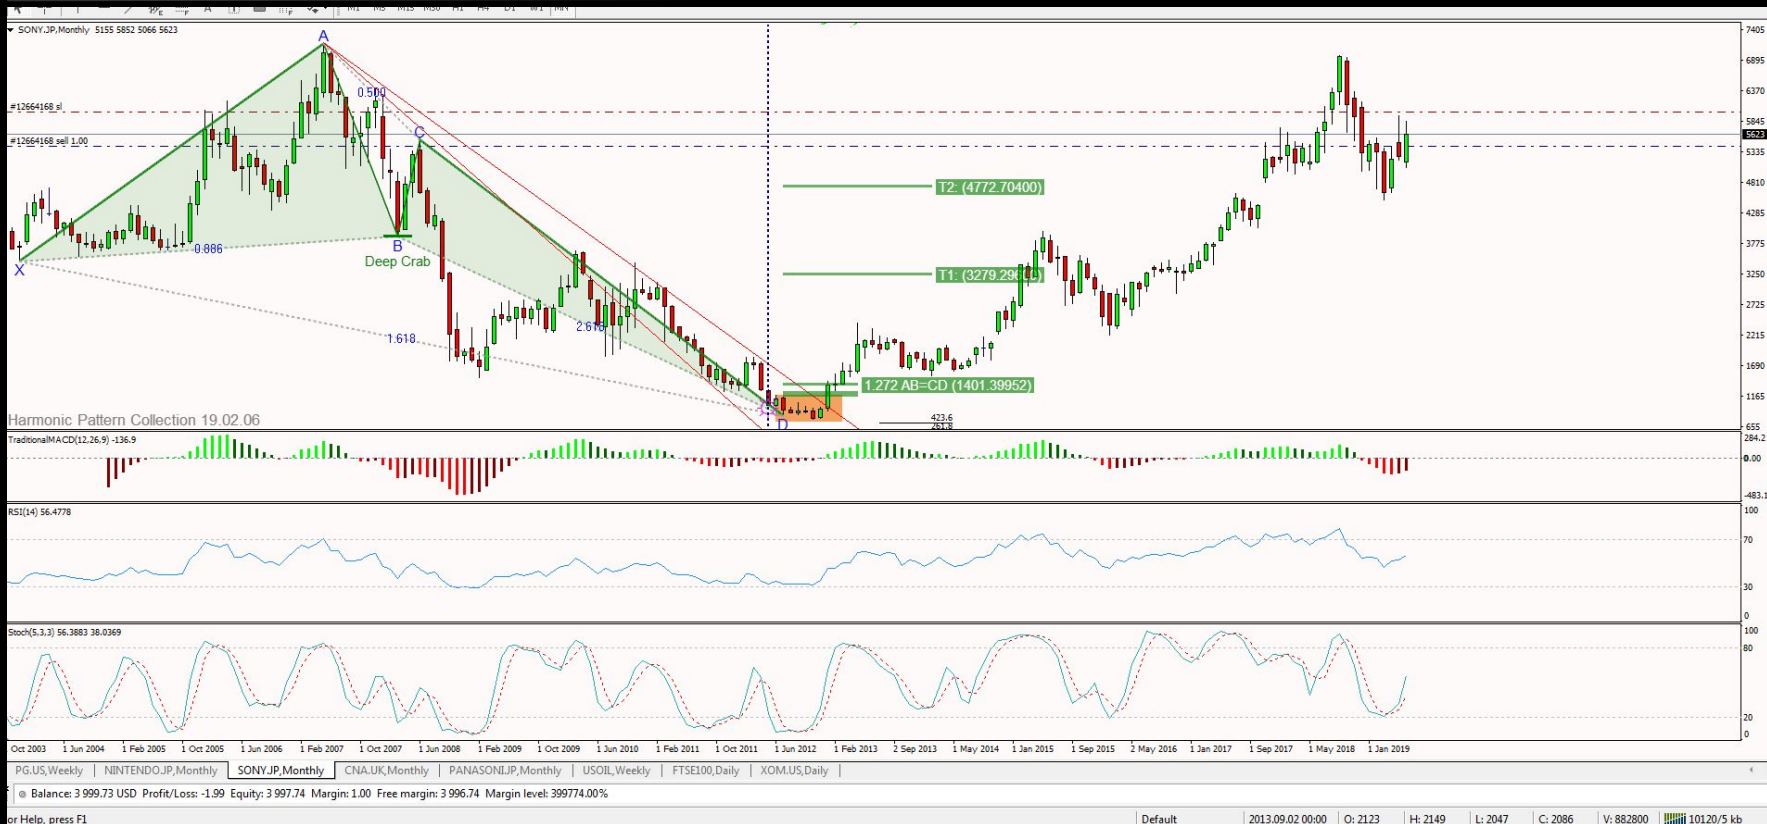 A T F M1 M5 M15 M30 H1 H4 D1 W1 MN
SONY.JP,Monthly 5155 5852 5066 5623
A
0.500
#12664168 sl
#12664168 sell 1.00
C
T2: (4772.70400)
0.886
B
X
Deep Crab
2.618
1.618
1.272 AB=CD (1401.39952)
D
423.6
261.8
Harmonic Pattern Collection 19.02.06
7405
6895
6370
5845
5623
5335
4810
4285
3775
3250
2725
2215
1690
1165
655
TraditionalMACD(12,26,9) -136.9
284.2
0.00
-483.1
RSI(14) 56.4778
100
70
30
0
Stoch(5,3,3) 56.3883 38.0369
100
80
20
0
Oct 2003 1 Jun 2004 1 Feb 2005 1 Oct 2005 1 Jun 2006 1 Feb 2007 1 Oct 2007 1 Jun 2008 1 Feb 2009 1 Oct 2009 1 Jun 2010 1 Feb 2011 1 Oct 2011 1 Jun 2012 1 Feb 2013 2 Sep 2013 1 May 2014 1 Jan 2015 1 Sep 2015 2 May 2016 1 Jan 2017 1 Sep 2017 1 May 2018 1 Jan 2019
PG.US,Weekly NINTENDO.JP,Monthly SONY.JP,Monthly CNA.UK,Monthly PANASONI.JP,Monthly USOIL,Weekly FTSE100,Daily XOM.US,Daily
Balance: 3 999.73 USD Profit/Loss: -1.99 Equity: 3 997.74 Margin: 1.00 Free margin: 3 996.74 Margin level: 399774.00%
or Help, press F1 Default 2013.09.02 00:00 O: 2123 H: 2149 L: 2047 C: 2086 V: 882800 10120/5 kb